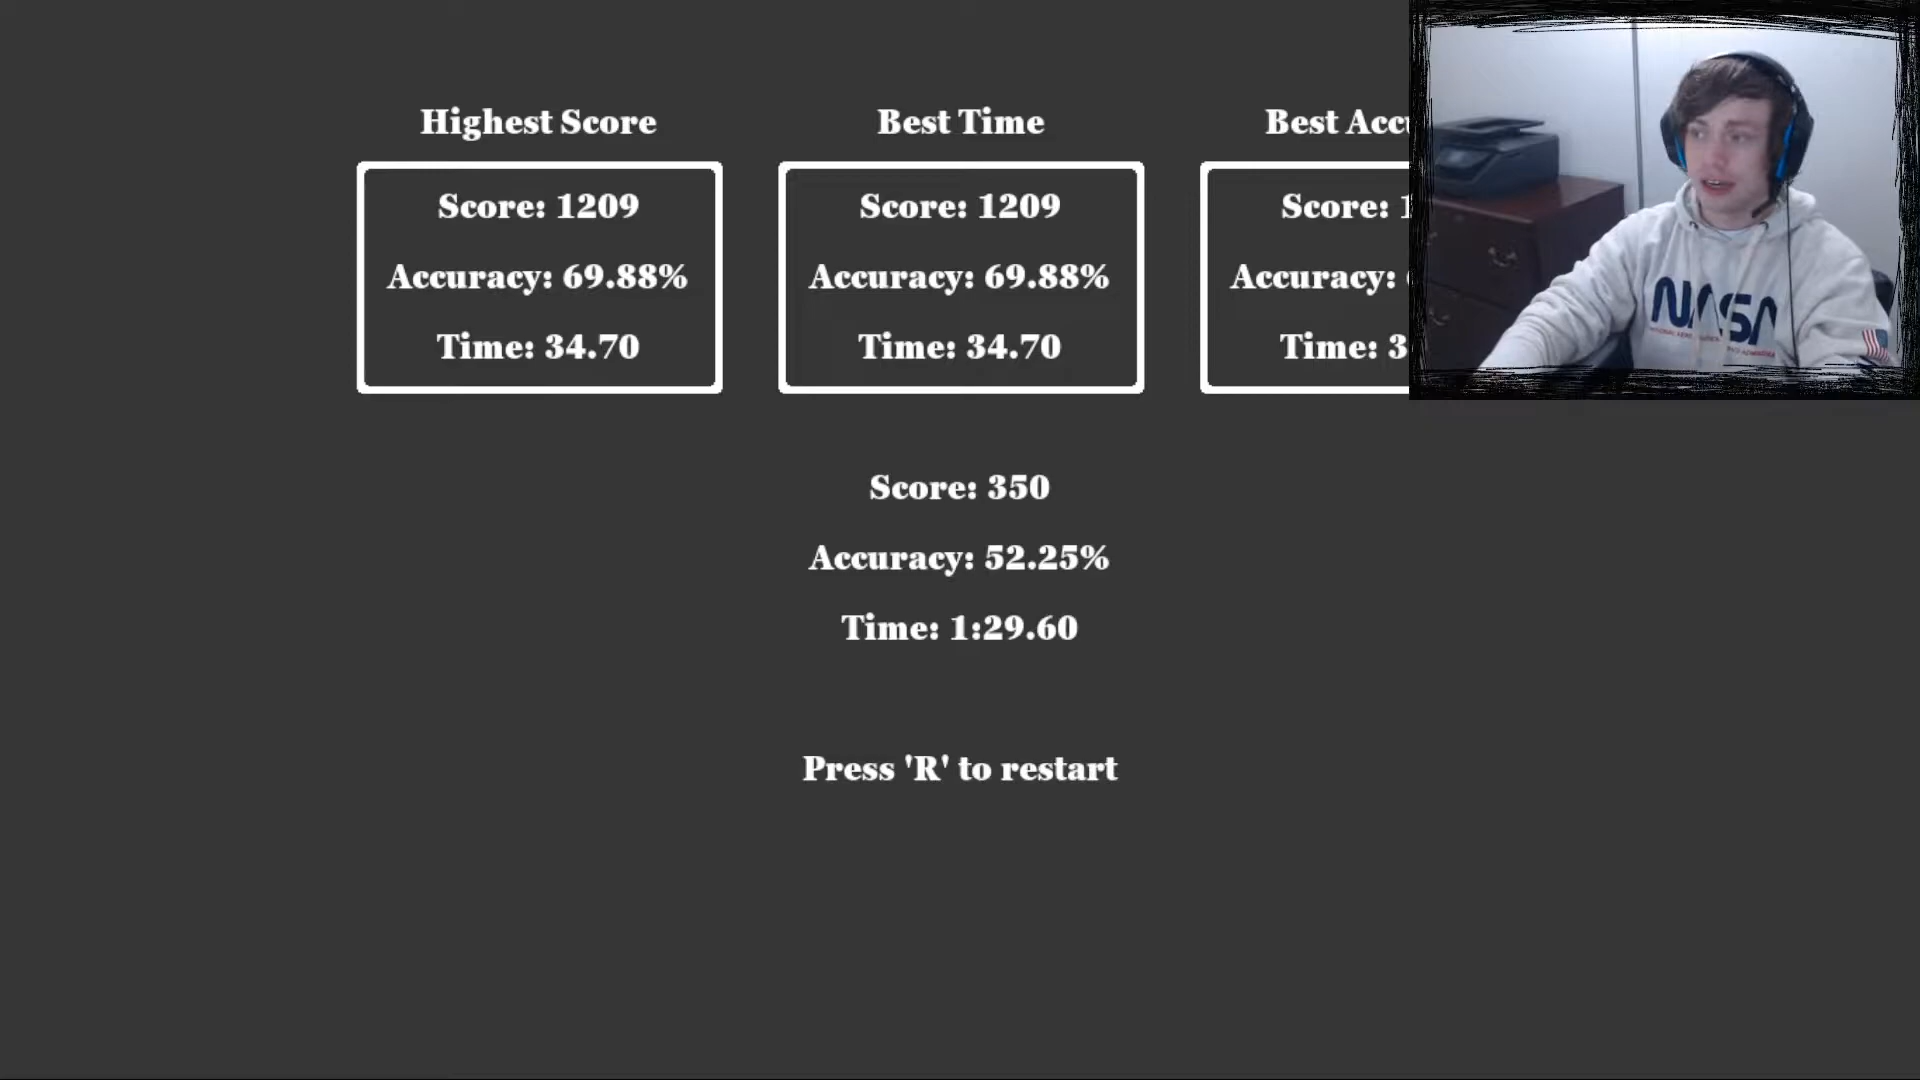 Highest Score
Score: 1209
Accuracy: 69.88%
Time: 34.70
Best Time
Score: 1209
Accuracy: 69.88%
Time: 34.70
Best
Score:
Accuracy:
Time:
Score: 350
Accuracy: 52.25%
Time: 1:29.60
Press 'R' to restart
NASA